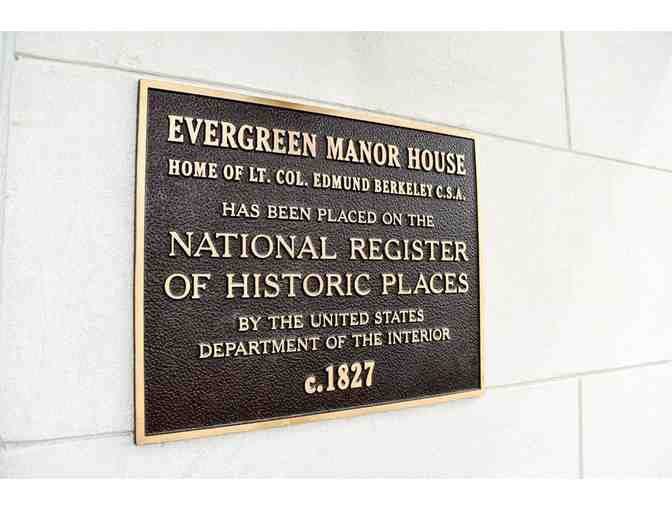 EVERGREEN MANOR HOUSE
HOME OF LT. COL. EDMUND BERKELEY C.S.A.
HAS BEEN PLACED ON THE
NATIONAL REGISTER
OF HISTORIC PLACES
BY THE UNITED STATES
DEPARTMENT OF THE INTERIOR
c.1827